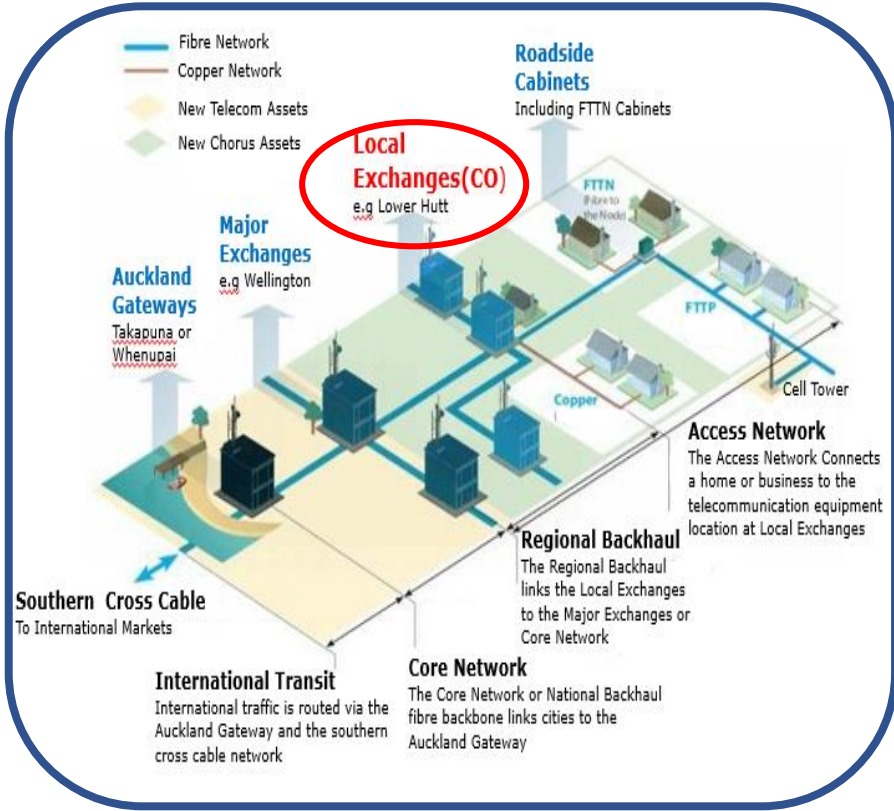 Fibre Network
Copper Network
New Telecom Assets
New Chorus Assets
Roadside
Cabinets
Including FTTN Cabinets
Local
Exchanges(CO)
e.g Lower Hutt
Major
Exchanges
e.g Wellington
Auckland
Gateways
Takapuna or
Whenupai
FTTN
(Fibre to
the Node)
FTTP
Copper
Cell Tower
Access Network
The Access Network Connects
a home or business to the
telecommunication equipment
location at Local Exchanges
Regional Backhaul
The Regional Backhaul
links the Local Exchanges
to the Major Exchanges or
Core Network
Southern Cross Cable
To International Markets
International Transit
International traffic is routed via the
Auckland Gateway and the southern
cross cable network
Core Network
The Core Network or National Backhaul
fibre backbone links cities to the
Auckland Gateway